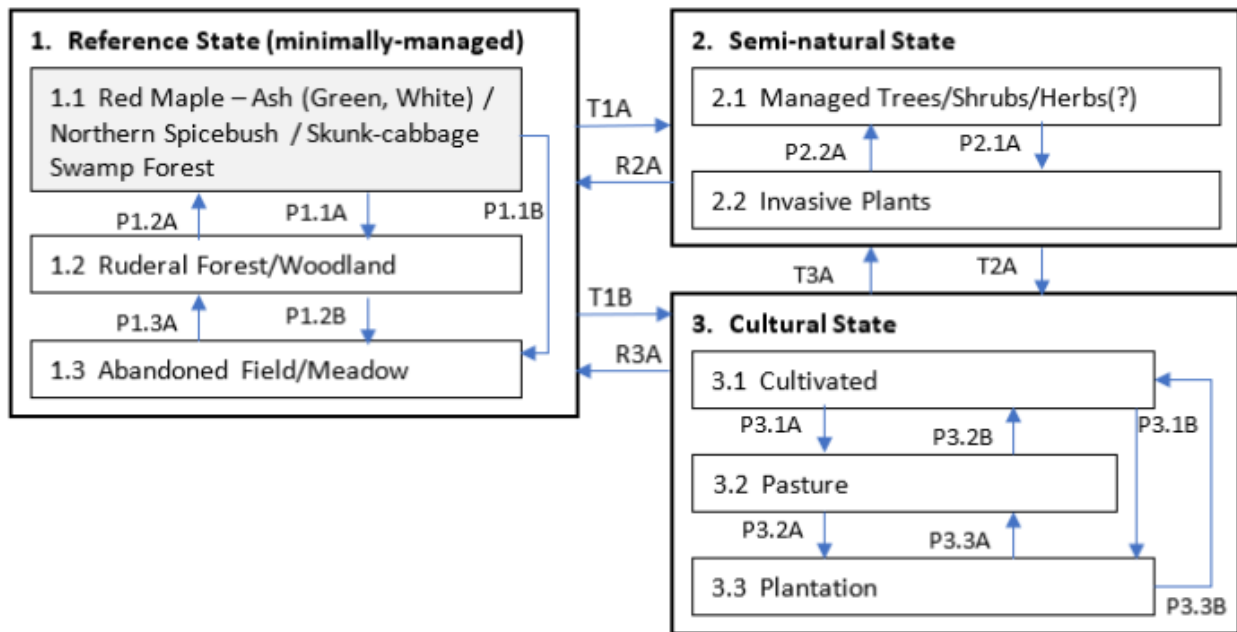 1. Reference State (minimally-managed)
1.1 Red Maple – Ash (Green, White) /
Northern Spicebush / Skunk-cabbage
Swamp Forest
P1.2A
P1.1A
P1.1B
1.2 Ruderal Forest/Woodland
P1.3A
P1.2B
1.3 Abandoned Field/Meadow
T1A
R2A
T1B
R3A
2. Semi-natural State
2.1 Managed Trees/Shrubs/Herbs(?)
P2.2A
P2.1A
2.2 Invasive Plants
T3A
T2A
3. Cultural State
3.1 Cultivated
P3.1A
P3.2B
P3.1B
3.2 Pasture
P3.2A
P3.3A
3.3 Plantation
P3.3B